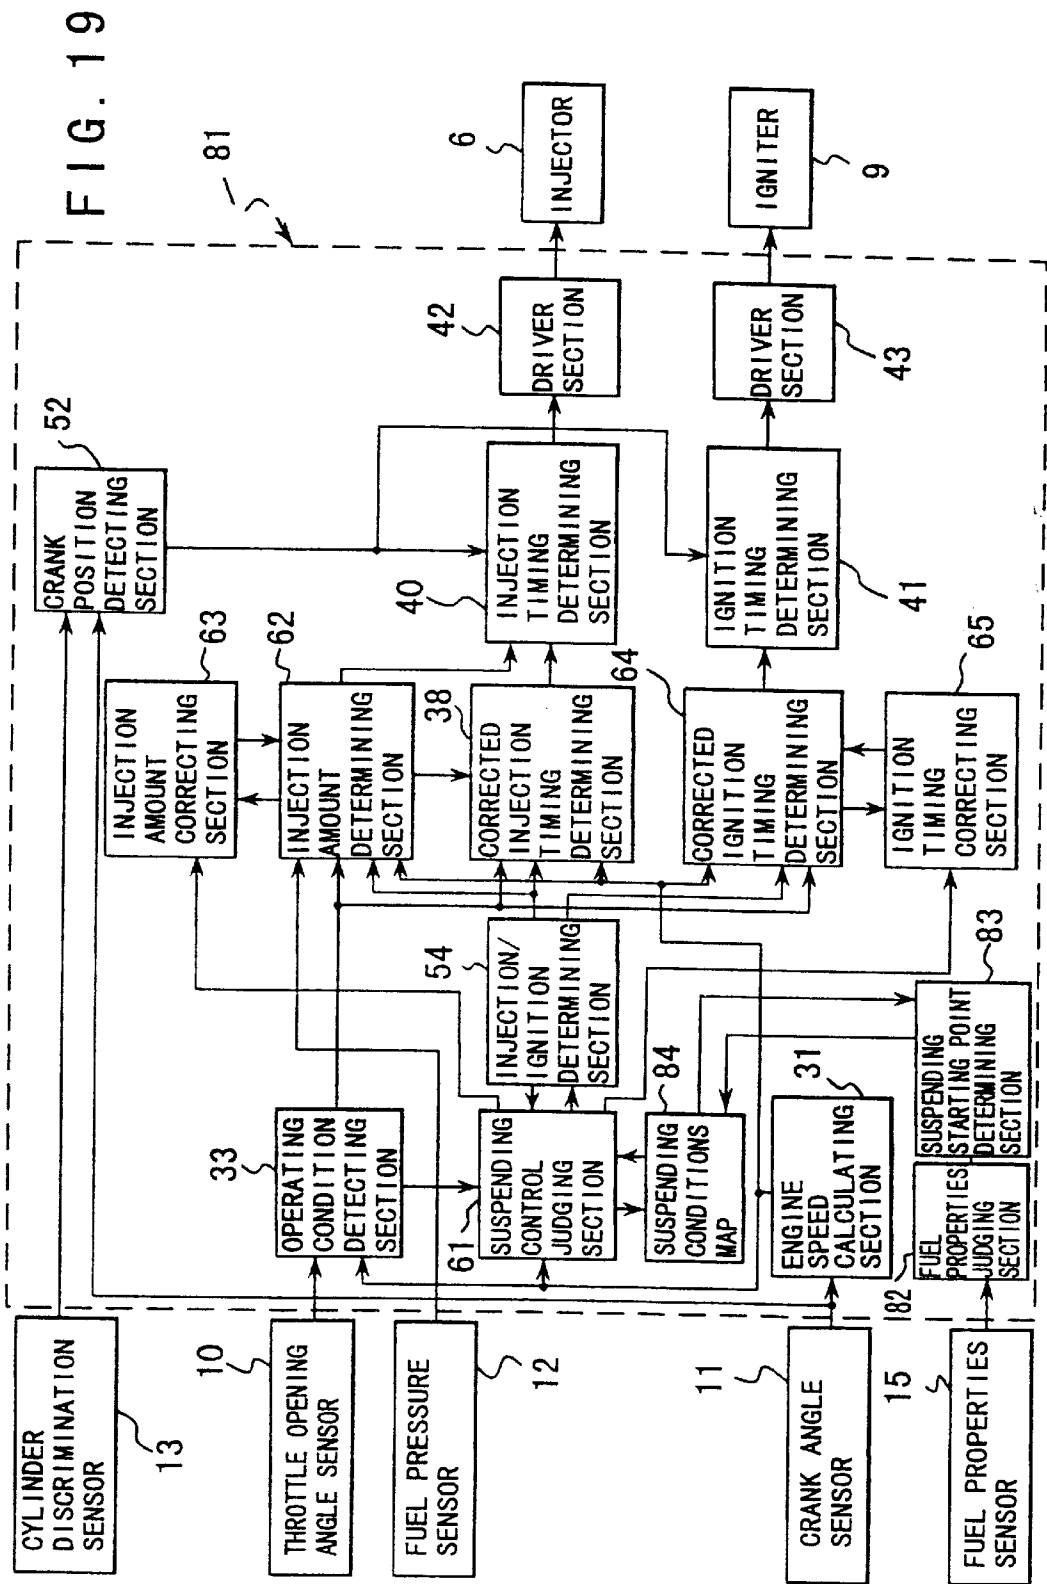 FIG. 19
81
CYLINDER
DISCRIMINATION
SENSOR
13
THROTTLE OPENING
ANGLE SENSOR
10
FUEL PRESSURE
SENSOR
12
CRANK ANGLE
SENSOR
11
FUEL PROPERTIES
SENSOR
15
OPERATING
CONDITION
DETECTING
SECTION
33
SUSPENDING
CONTROL
JUDGING
SECTION
61
SUSPENDING
CONDITIONS
MAP
84
ENGINE
SPEED
CALCULATING
SECTION
31
FUEL
PROPERTIES
JUDGING
SECTION
82
SUSPENDING
STARTING POINT
DETERMINING
SECTION
83
INJECTION/
IGNITION
DETERMINING
SECTION
54
INJECTION
AMOUNT
CORRECTING
SECTION
63
INJECTION
AMOUNT
DETERMINING
SECTION
62
CORRECTED
INJECTION
TIMING
DETERMINING
SECTION
38
CORRECTED
IGNITION
TIMING
DETERMINING
SECTION
64
IGNITION
TIMING
CORRECTING
SECTION
65
CRANK
POSITION
DETECTING
SECTION
52
INJECTION
TIMING
DETERMINING
SECTION
40
IGNITION
TIMING
DETERMINING
SECTION
41
DRIVER
SECTION
42
DRIVER
SECTION
43
INJECTOR
6
IGNITER
9